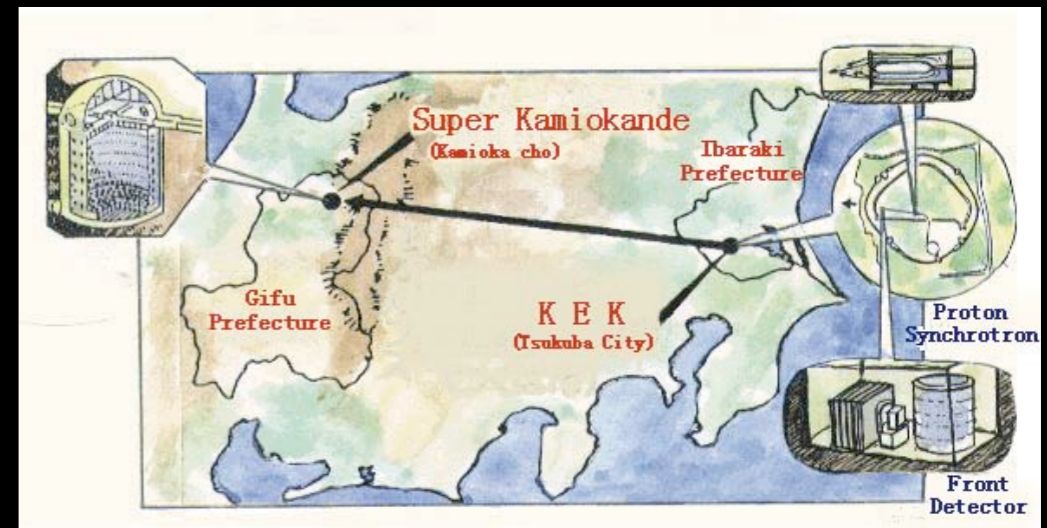 Super Kamiokande
(Kamioka cho)
Ibaraki
Prefecture
Gifu
Prefecture
K E K
(Tsukuba City)
Proton
Synchrotron
Front
Detector